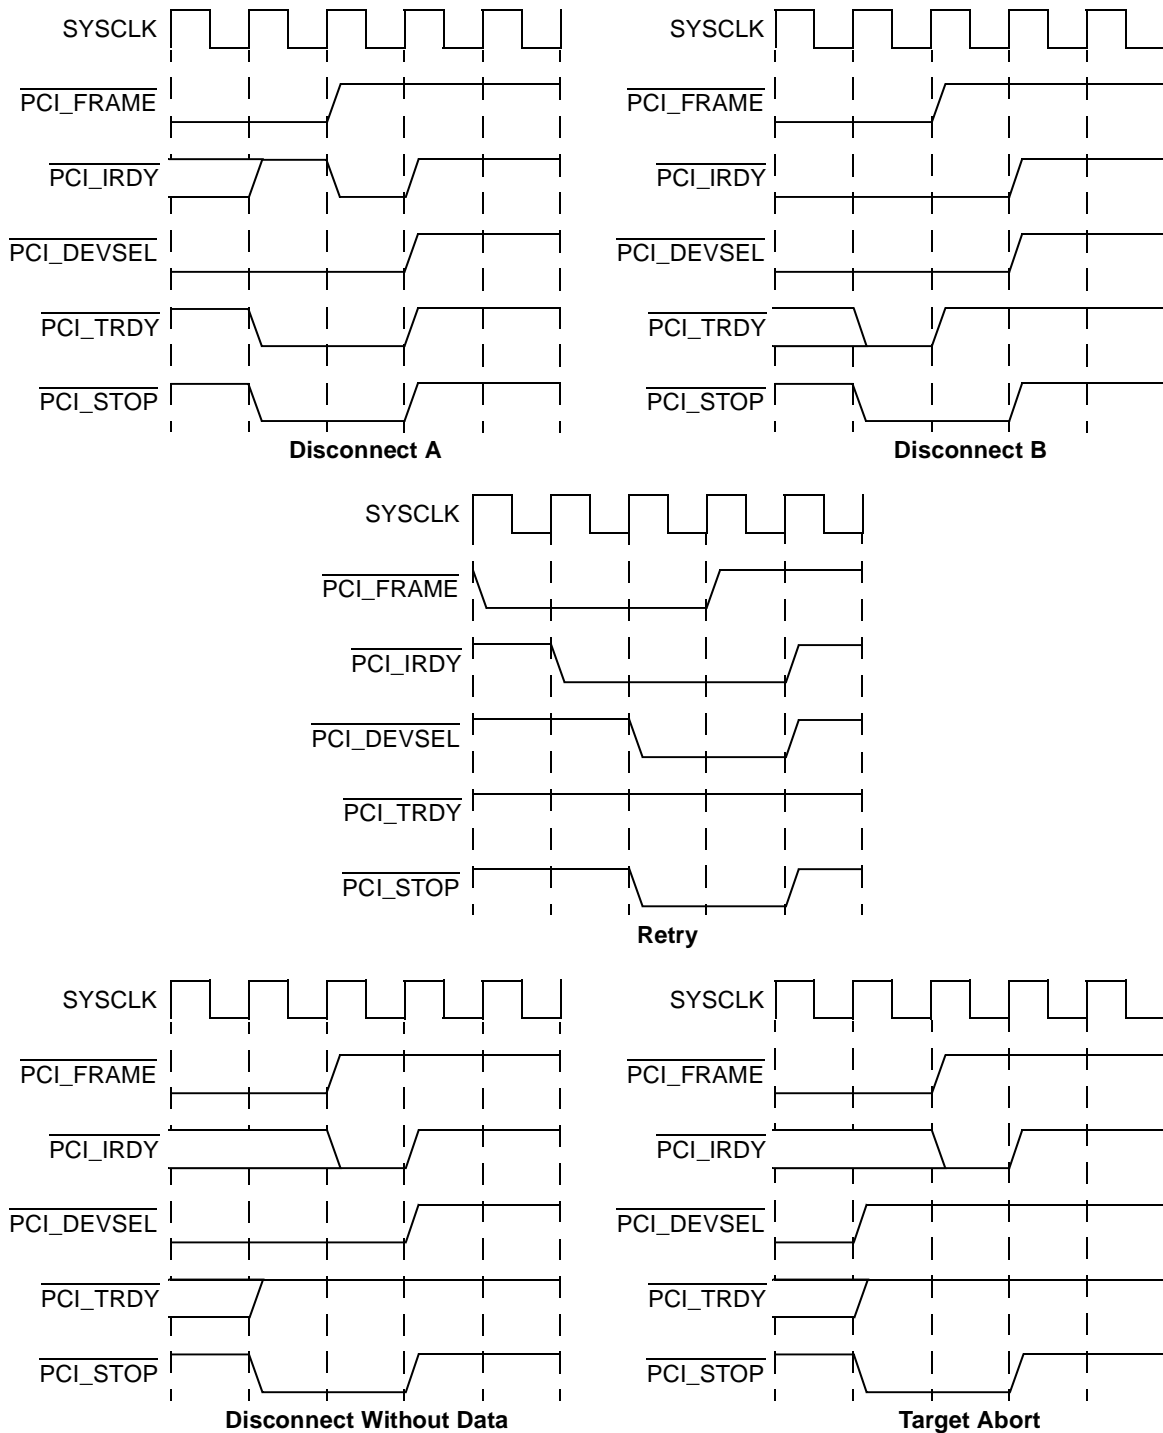 SYSCLK
PCI_FRAME
PCI_IRDY
PCI_DEVSEL
PCI_TRDY
PCI_STOP
Disconnect A
SYSCLK
PCI_FRAME
PCI_IRDY
PCI_DEVSEL
PCI_TRDY
PCI_STOP
Disconnect B
SYSCLK
PCI_FRAME
PCI_IRDY
PCI_DEVSEL
PCI_TRDY
PCI_STOP
Retry
SYSCLK
PCI_FRAME
PCI_IRDY
PCI_DEVSEL
PCI_TRDY
PCI_STOP
Disconnect Without Data
SYSCLK
PCI_FRAME
PCI_IRDY
PCI_DEVSEL
PCI_TRDY
PCI_STOP
Target Abort